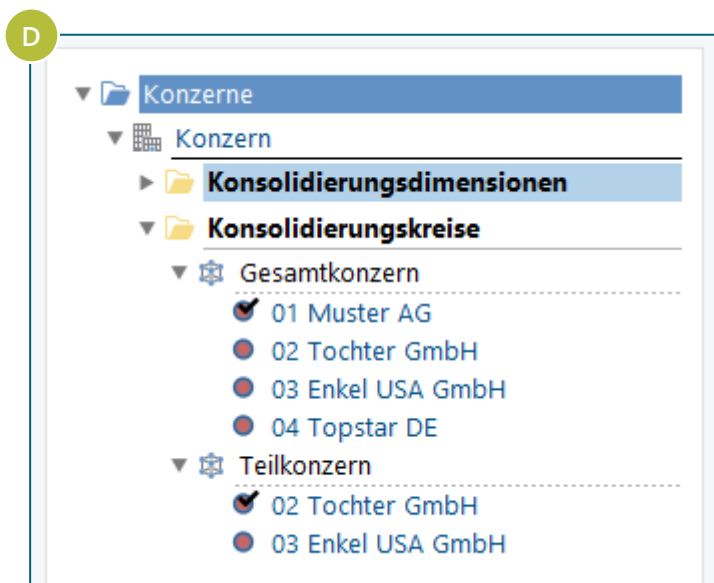 D
Konzerne
Konzern
Konsolidierungsdimensionen
Konsolidierungskreise
Gesamtkonzern
01 Muster AG
02 Tochter GmbH
03 Enkel USA GmbH
04 Topstar DE
Teilkonzern
02 Tochter GmbH
03 Enkel USA GmbH